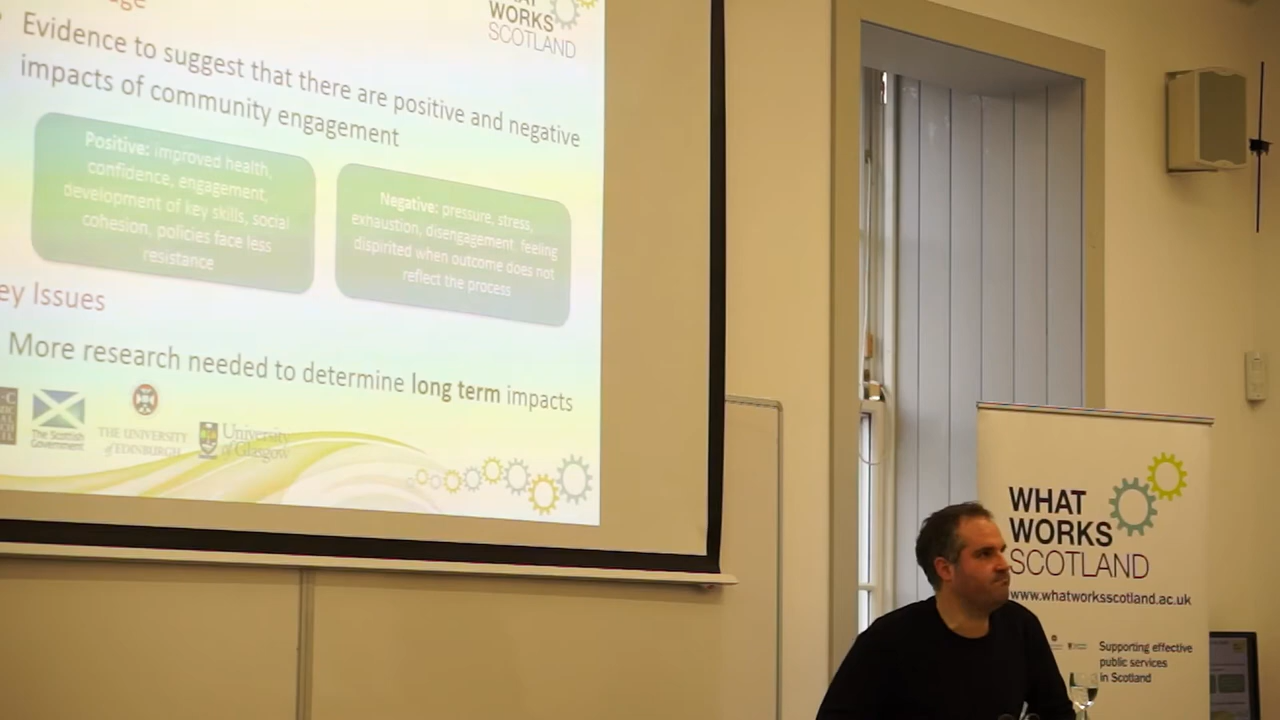 WORKS
SCOTLAND
Evidence to suggest that there are positive and negative
impacts of community engagement
Positive: improved health,
confidence, engagement,
development of key skills, social
cohesion, policies face less
resistance
Negative: pressure, stress,
exhaustion, disengagement, feeling
dispirited when outcome does not
reflect the process
ey Issues
More research needed to determine long term impacts
The Scottish
Government
THE UNIVERSITY
of EDINBURGH
University
of Glasgow
WHAT
WORKS
SCOTLAND
www.whatworksscotland.ac.uk
Supporting effective
public services
in Scotland